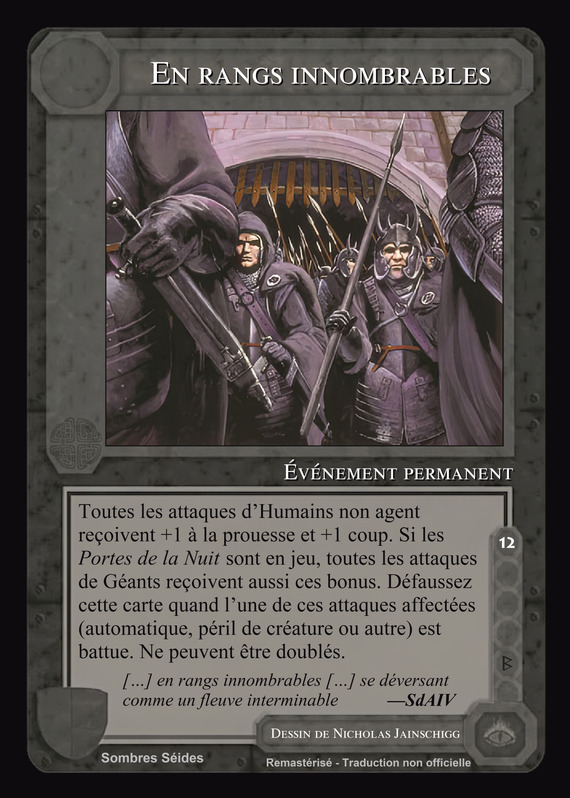 En rangs innombrables
Événement permanent
Toutes les attaques d'Humains non agent
reçoivent +1 à la prouesse et +1 coup. Si les
Portes de la Nuit sont en jeu, toutes les attaques
de Géants reçoivent aussi ces bonus. Défaussez
cette carte quand l'une de ces attaques affectées
(automatique, péril de créature ou autre) est
battue. Ne peuvent être doublés.
12
[…] en rangs innombrables […] se déversant
comme un fleuve interminable —SdAIV
Dessin de Nicholas Jainschigg
Sombres Séides
Remastérisé - Traduction non officielle